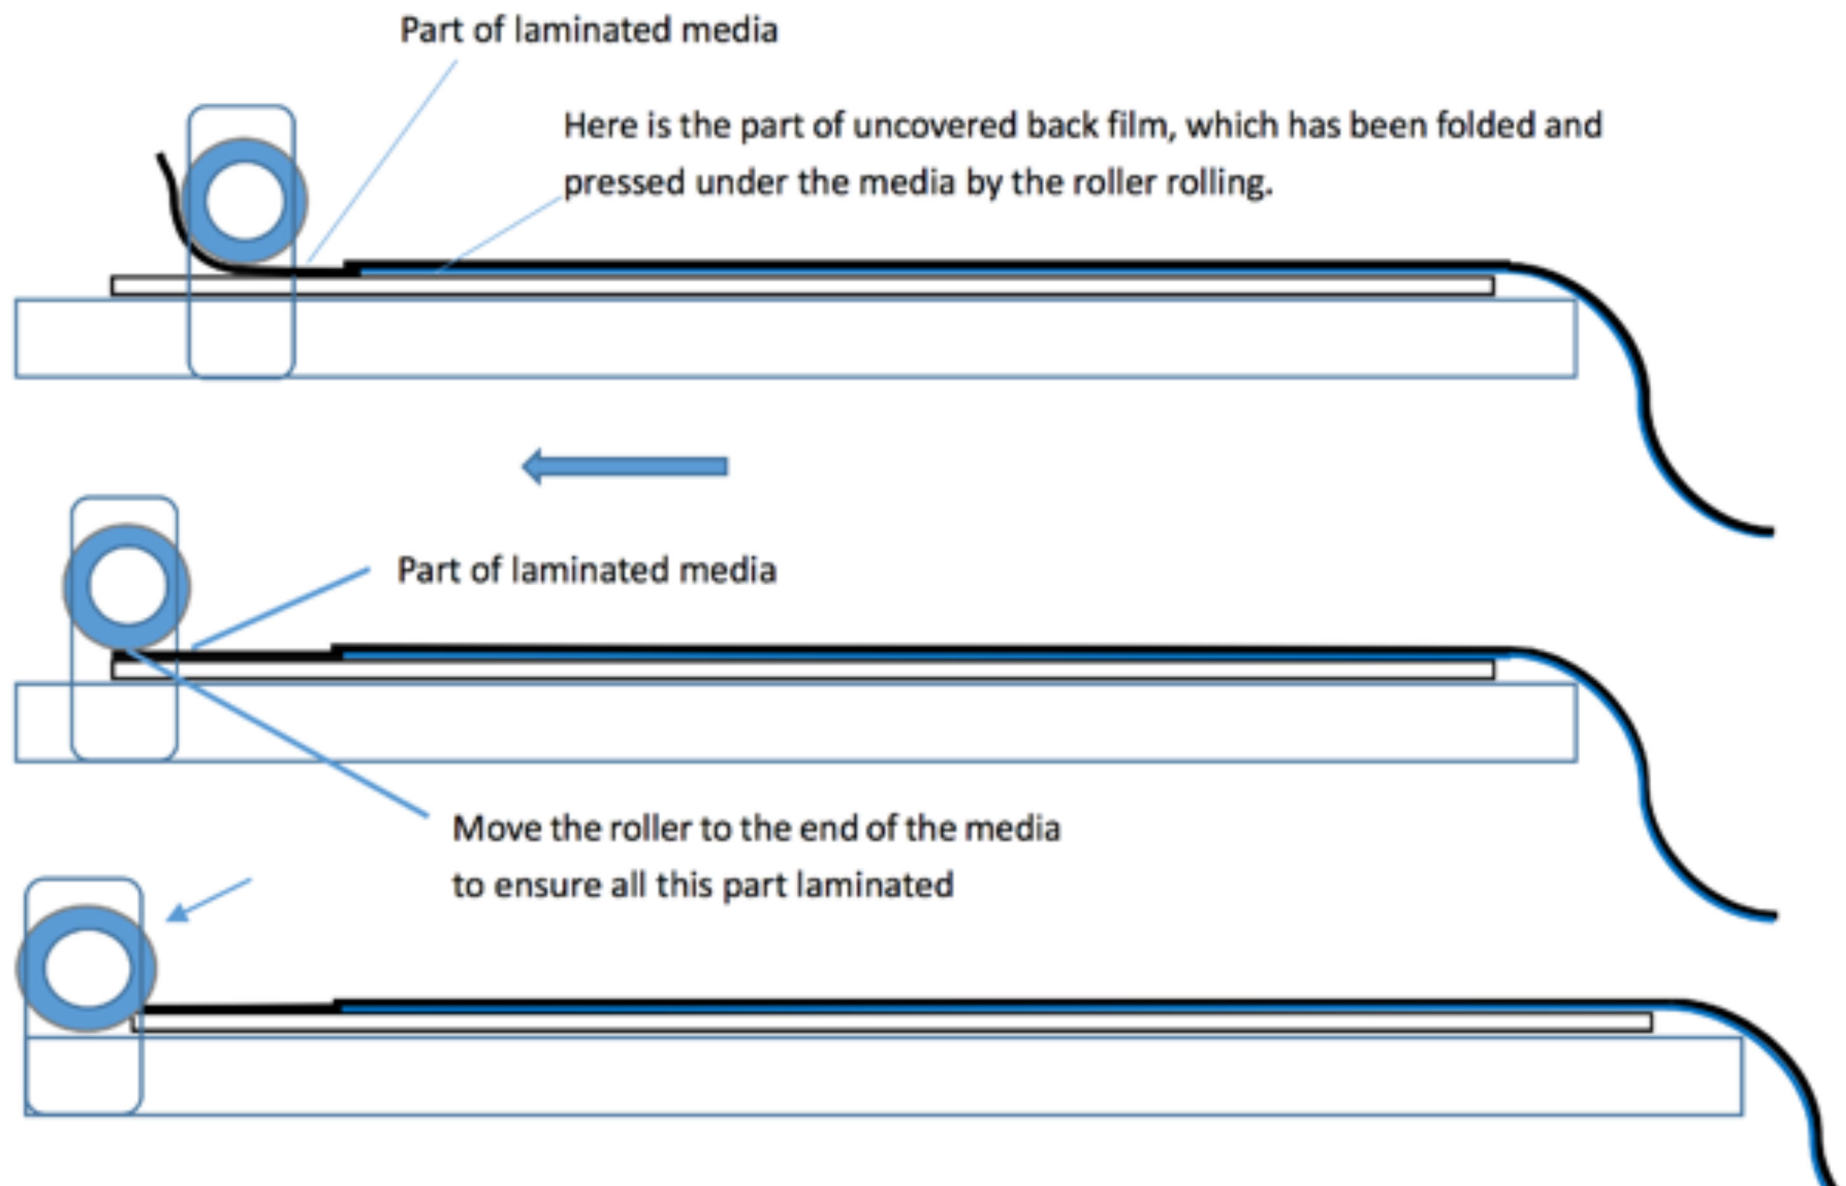 Part of laminated media
Here is the part of uncovered back film, which has been folded and
pressed under the media by the roller rolling.
Part of laminated media
Move the roller to the end of the media
to ensure all this part laminated